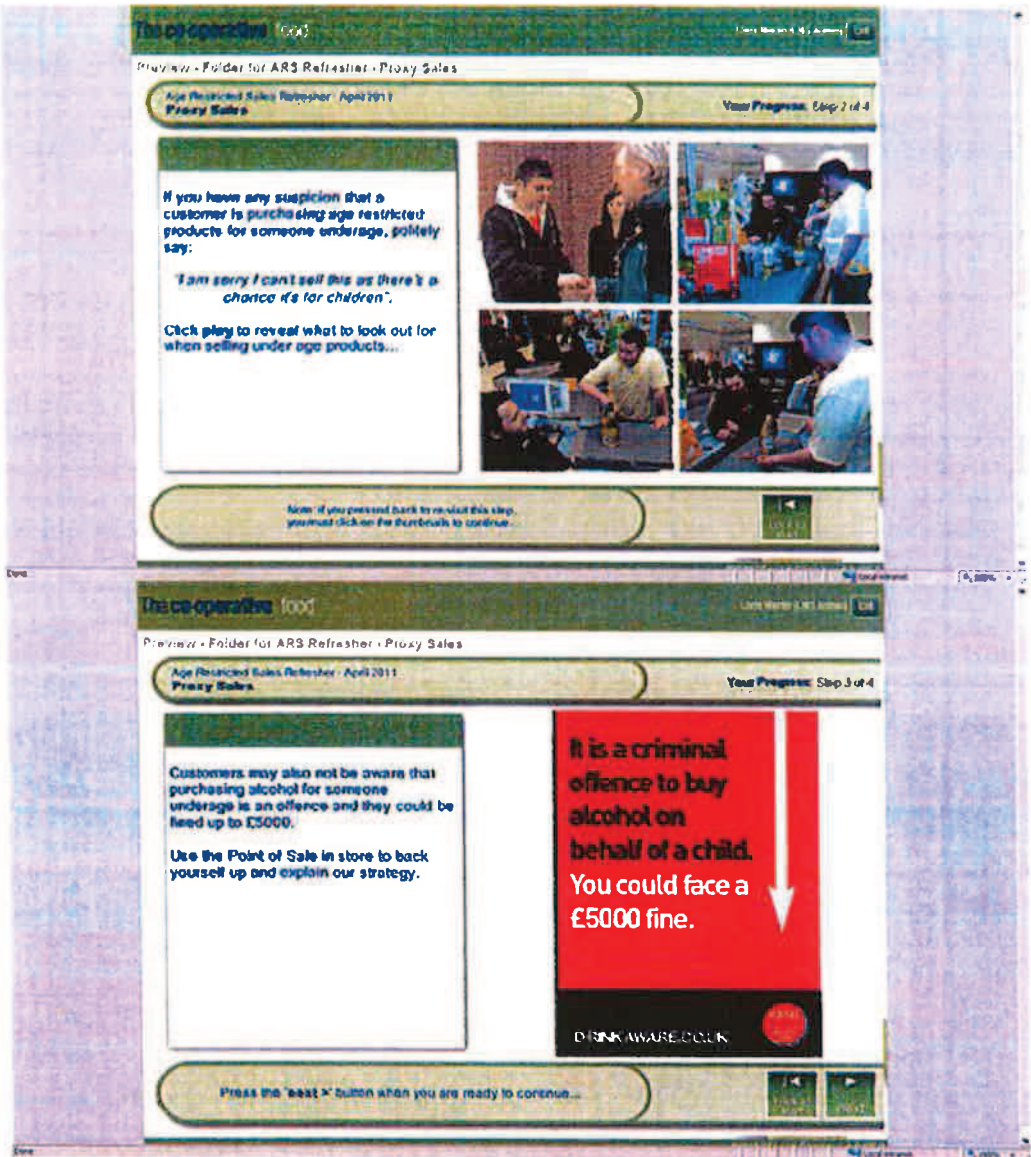 The co-operative food
Preview - Folder for ARS Refresher - Proxy Sales
Age Restricted Sales Refresher - April 2011
Proxy Sales
Your Progress: Step 2 of 4
If you have any suspicion that a
customer is purchasing age restricted
products for someone underage, politely
say:
"I am sorry I can't sell this as there's a
chance it's for children".
Click play to reveal what to look out for
when selling under age products...
Note: if you pressed back to re-visit this step,
you must click on the thumbnails to continue...
Done
The co-operative food
Preview - Folder for ARS Refresher - Proxy Sales
Age Restricted Sales Refresher - April 2011
Proxy Sales
Your Progress: Step 3 of 4
Customers may also not be aware that
purchasing alcohol for someone
underage is an offence and they could be
fined up to £5000.
Use the Point of Sale in store to back
yourself up and explain our strategy.
It is a criminal
offence to buy
alcohol on
behalf of a child.
You could face a
£5000 fine.
DRINKAWARE.CO.UK
Press the 'next >' button when you are ready to continue...
Done